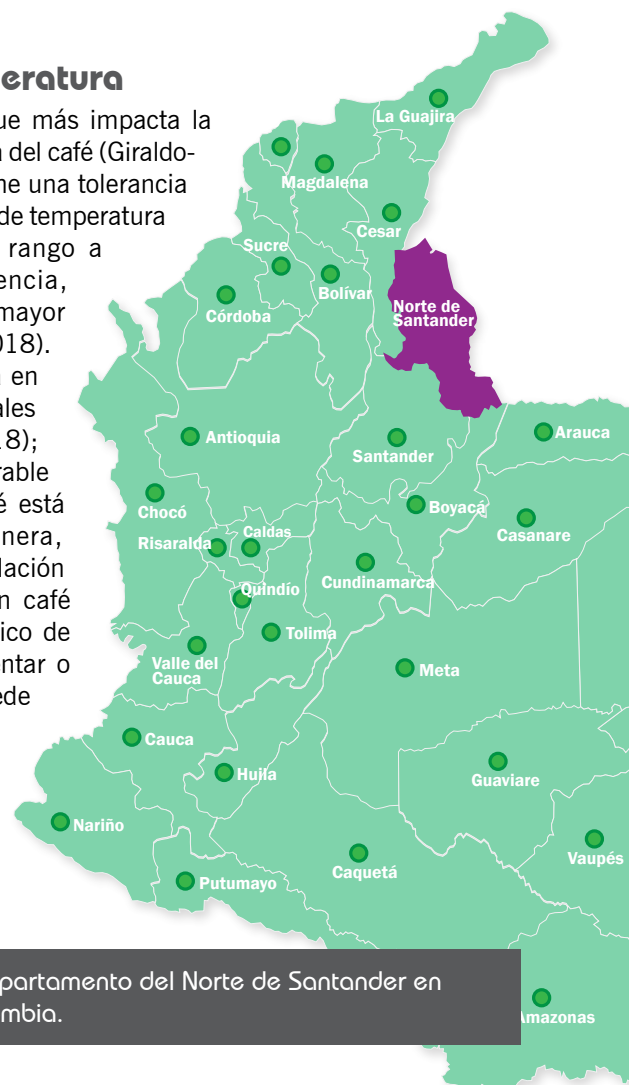 eratura
ue más impacta la
del café (Giraldo-
ne una tolerancia
de temperatura
rango a
encia,
mayor
018).
en
ales
18);
rable
é está
nera,
lación
n café
ico de
ntar o
ede
La Guajira
Magdalena
Cesar
Sucre
Bolívar
Córdoba
Norte de
Santander
Antioquia
Santander
Arauca
Chocó
Boyacá
Casanare
Risaralda
Caldas
Cundinamarca
Quindío
Tolima
Valle del
Cauca
Meta
Cauca
Huila
Guaviare
Nariño
Vaupés
Caquetá
Putumayo
Amazonas
partamento del Norte de Santander en
mbia.